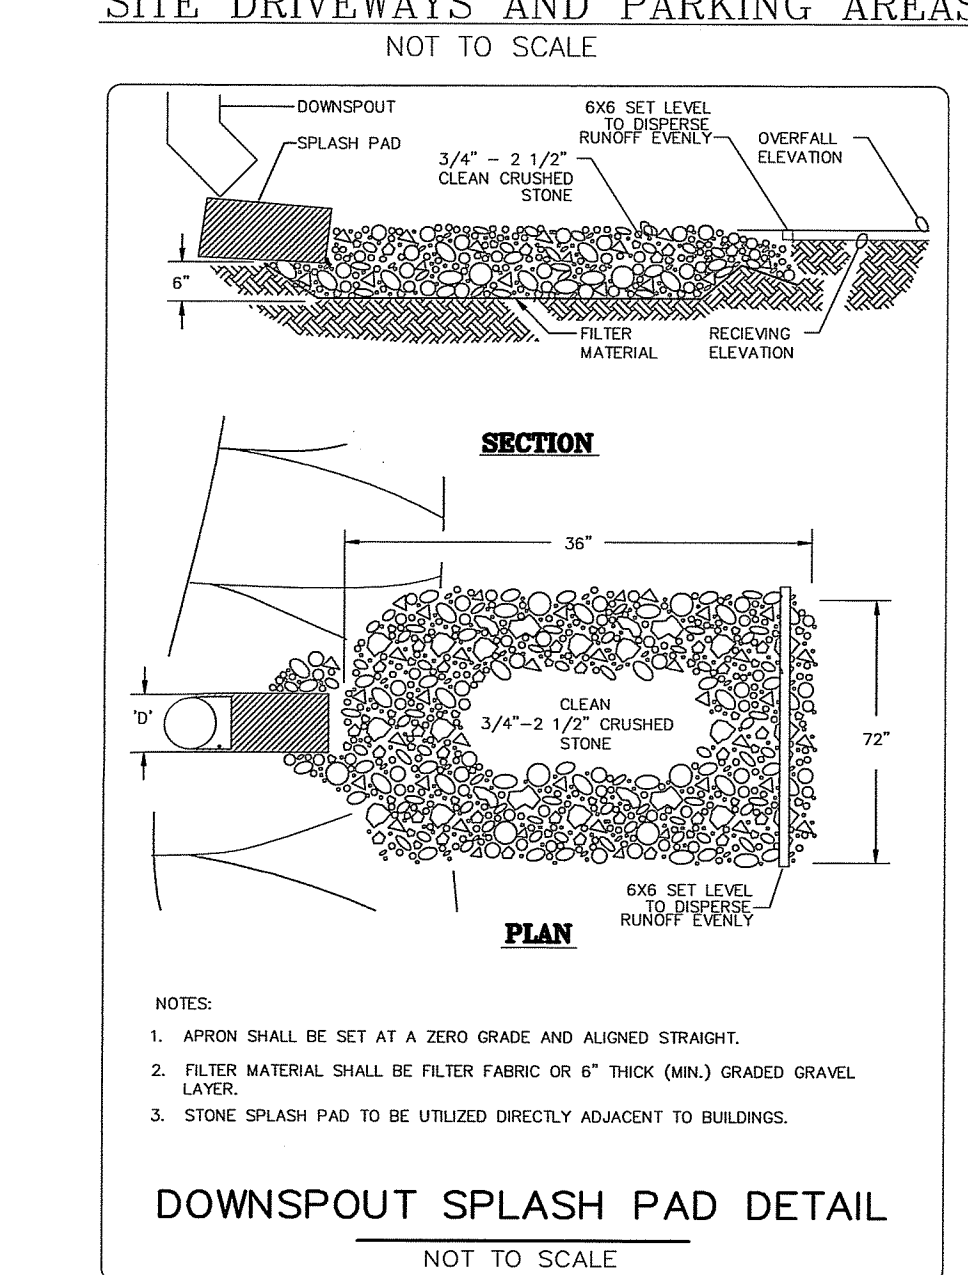 SITE DRIVEWAYS AND PARKING AREAS
NOT TO SCALE
DOWNSPOUT
SPLASH PAD
6X6 SET LEVEL
TO DISPERSE
RUNOFF EVENLY
3/4" - 2 1/2"
CLEAN CRUSHED
STONE
OVERFALL
ELEVATION
6"
FILTER
MATERIAL
RECIEVING
ELEVATION
SECTION
36"
'D'
CLEAN
3/4"-2 1/2" CRUSHED
STONE
72"
6X6 SET LEVEL
TO DISPERSE
RUNOFF EVENLY
PLAN
NOTES:
1. APRON SHALL BE SET AT A ZERO GRADE AND ALIGNED STRAIGHT.
2. FILTER MATERIAL SHALL BE FILTER FABRIC OR 6" THICK (MIN.) GRADED GRAVEL
LAYER.
3. STONE SPLASH PAD TO BE UTILIZED DIRECTLY ADJACENT TO BUILDINGS.
DOWNSPOUT SPLASH PAD DETAIL
NOT TO SCALE